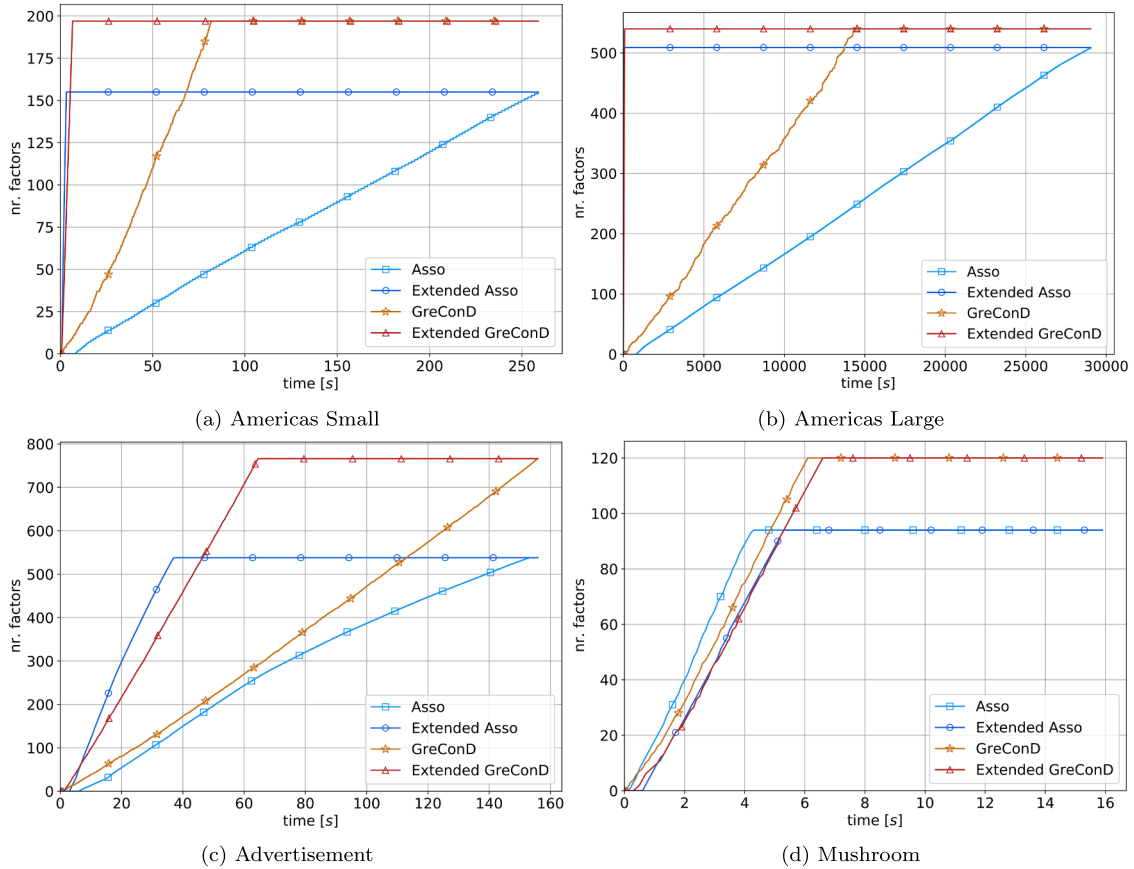 200
175
150
125
100
75
50
25
0
nr. factors
0 50 100 150 200 250
time [s]
Asso
Extended Asso
GreConD
Extended GreConD
(a) Americas Small
500
400
300
200
100
0
nr. factors
0 5000 10000 15000 20000 25000 30000
time [s]
Asso
Extended Asso
GreConD
Extended GreConD
(b) Americas Large
800
700
600
500
400
300
200
100
0
nr. factors
0 20 40 60 80 100 120 140 160
time [s]
Asso
Extended Asso
GreConD
Extended GreConD
(c) Advertisement
120
100
80
60
40
20
0
nr. factors
0 2 4 6 8 10 12 14 16
time [s]
Asso
Extended Asso
GreConD
Extended GreConD
(d) Mushroom